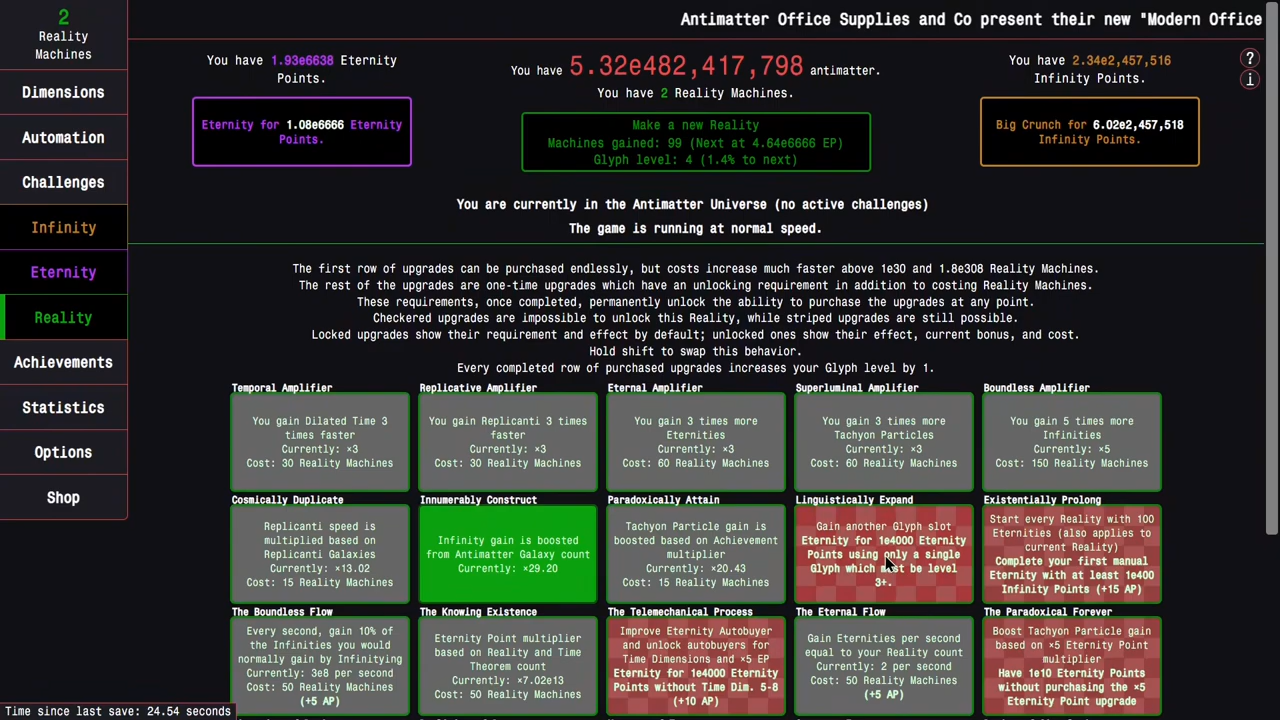 2
Reality
Machines
Dimensions
Automation
Challenges
Infinity
Eternity
Reality
Achievements
Statistics
Options
Shop
Antimatter Office Supplies and Co present their new "Modern Office
You have 1.93e6638 Eternity
Points.
Eternity for 1.08e6666 Eternity
Points.
You have 5.32e482,417,798 antimatter.
You have 2 Reality Machines.
Make a new Reality
Machines gained: 99 (Next at 4.64e6666 EP)
Glyph level: 4 (1.4% to next)
You have 2.34e2,457,516
Infinity Points.
Big Crunch for 6.02e2,457,518
Infinity Points.
?
i
You are currently in the Antimatter Universe (no active challenges)
The game is running at normal speed.
The first row of upgrades can be purchased endlessly, but costs increase much faster above 1e30 and 1.8e308 Reality Machines.
The rest of the upgrades are one-time upgrades which have an unlocking requirement in addition to costing Reality Machines.
These requirements, once completed, permanently unlock the ability to purchase the upgrades at any point.
Checkered upgrades are impossible to unlock this Reality, while striped upgrades are still possible.
Locked upgrades show their requirement and effect by default; unlocked ones show their effect, current bonus, and cost.
Hold shift to swap this behavior.
Every completed row of purchased upgrades increases your Glyph level by 1.
Temporal Amplifier
You gain Dilated Time 3
times faster
Currently: ×3
Cost: 30 Reality Machines
Replicative Amplifier
You gain Replicanti 3 times
faster
Currently: ×3
Cost: 30 Reality Machines
Eternal Amplifier
You gain 3 times more
Eternities
Currently: ×3
Cost: 60 Reality Machines
Superluminal Amplifier
You gain 3 times more
Tachyon Particles
Currently: ×3
Cost: 60 Reality Machines
Boundless Amplifier
You gain 5 times more
Infinities
Currently: ×5
Cost: 150 Reality Machines
Cosmically Duplicate
Replicanti speed is
multiplied based on
Replicanti Galaxies
Currently: ×13.02
Cost: 15 Reality Machines
Innumerably Construct
Infinity gain is boosted
from Antimatter Galaxy count
Currently: ×29.20
Paradoxically Attain
Tachyon Particle gain is
boosted based on Achievement
multiplier
Currently: ×20.43
Cost: 15 Reality Machines
Linguistically Expand
Gain another Glyph slot
Eternity for 1e4000 Eternity
Points using only a single
Glyph which must be level
3+.
Existentially Prolong
Start every Reality with 100
Eternities (also applies to
current Reality)
Complete your first manual
Eternity with at least 1e400
Infinity Points (+15 AP)
The Boundless Flow
Every second, gain 10% of
the Infinities you would
normally gain by Infinitying
Currently: 3e8 per second
Cost: 50 Reality Machines
(+5 AP)
The Knowing Existence
Eternity Point multiplier
based on Reality and Time
Theorem count
Currently: ×7.02e13
Cost: 50 Reality Machines
The Telemechanical Process
Improve Eternity Autobuyer
and unlock autobuyers for
Time Dimensions and ×5 EP
Eternity for 1e4000 Eternity
Points without Time Dim. 5-8
(+10 AP)
The Eternal Flow
Gain Eternities per second
equal to your Reality count
Currently: 2 per second
Cost: 50 Reality Machines
(+5 AP)
The Paradoxical Forever
Boost Tachyon Particle gain
based on ×5 Eternity Point
multiplier
Have 1e10 Eternity Points
without purchasing the ×5
Eternity Point upgrade
Time since last save: 24.54 seconds